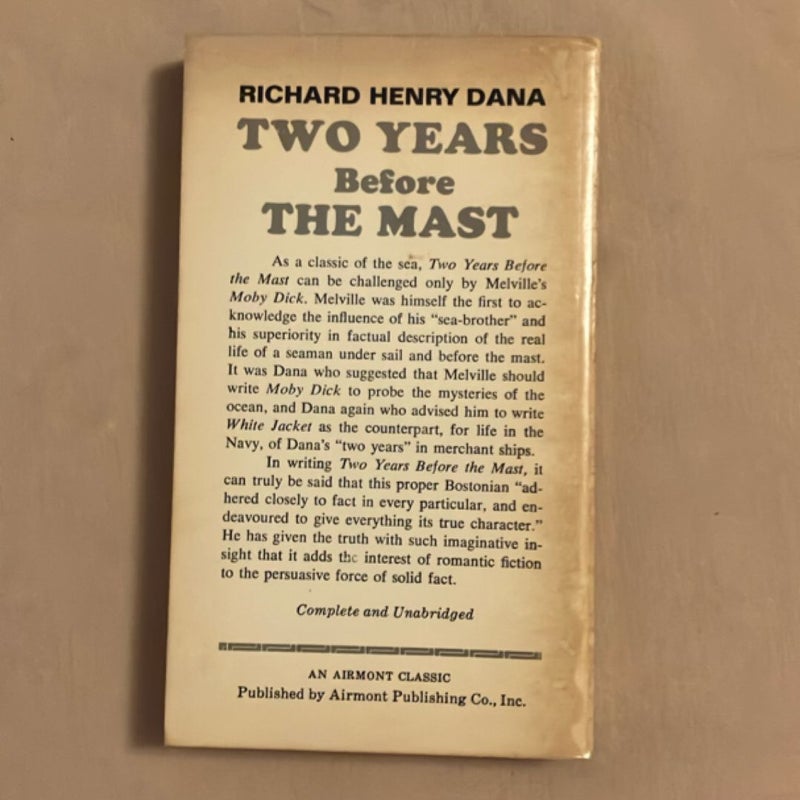 RICHARD HENRY DANA
TWO YEARS
Before
THE MAST
As a classic of the sea, Two Years Before
the Mast can be challenged only by Melville's
Moby Dick. Melville was himself the first to ac-
knowledge the influence of his "sea-brother" and
his superiority in factual description of the real
life of a seaman under sail and before the mast.
It was Dana who suggested that Melville should
write Moby Dick to probe the mysteries of the
ocean, and Dana again who advised him to write
White Jacket as the counterpart, for life in the
Navy, of Dana's "two years" in merchant ships.
In writing Two Years Before the Mast, it
can truly be said that this proper Bostonian "ad-
hered closely to fact in every particular, and en-
deavoured to give everything its true character."
He has given the truth with such imaginative in-
sight that it adds the interest of romantic fiction
to the persuasive force of solid fact.
Complete and Unabridged
AN AIRMONT CLASSIC
Published by Airmont Publishing Co., Inc.